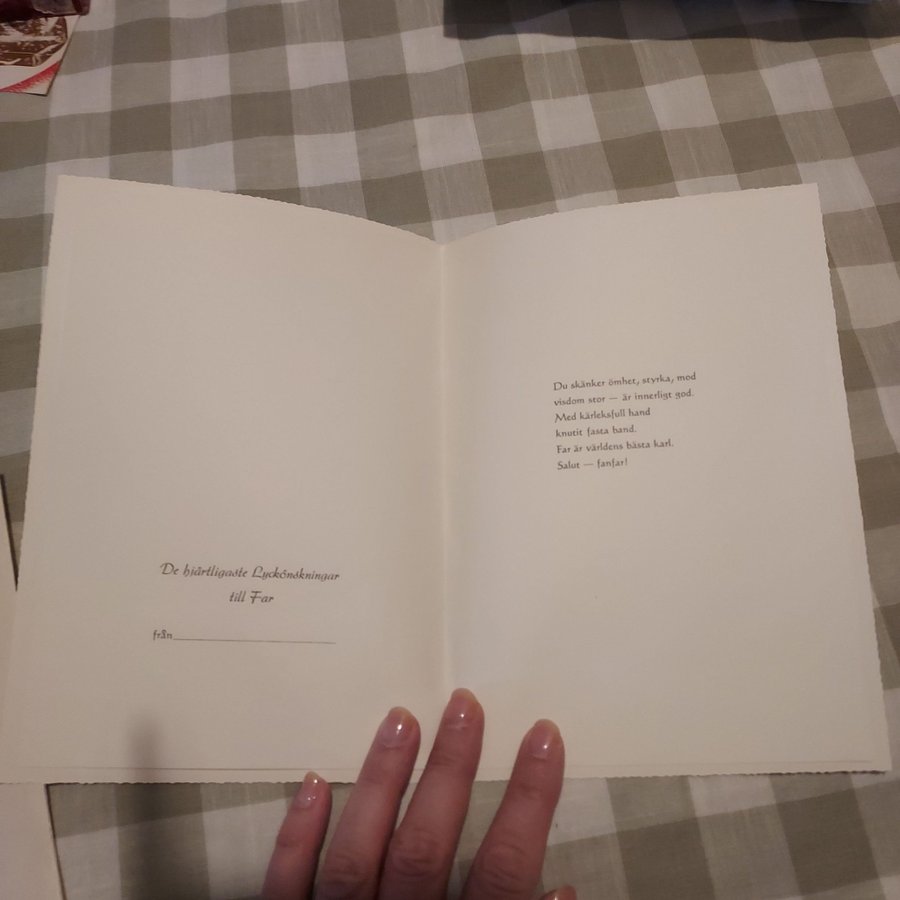 De hjärtligaste Lyckönskningar
till Far
från
Du skänker ömhet, styrka, mod
visdom stor — är innerligt god.
Med kärleksfull hand
knutit fasta band.
Far är världens bästa karl.
Salut — fanfar!